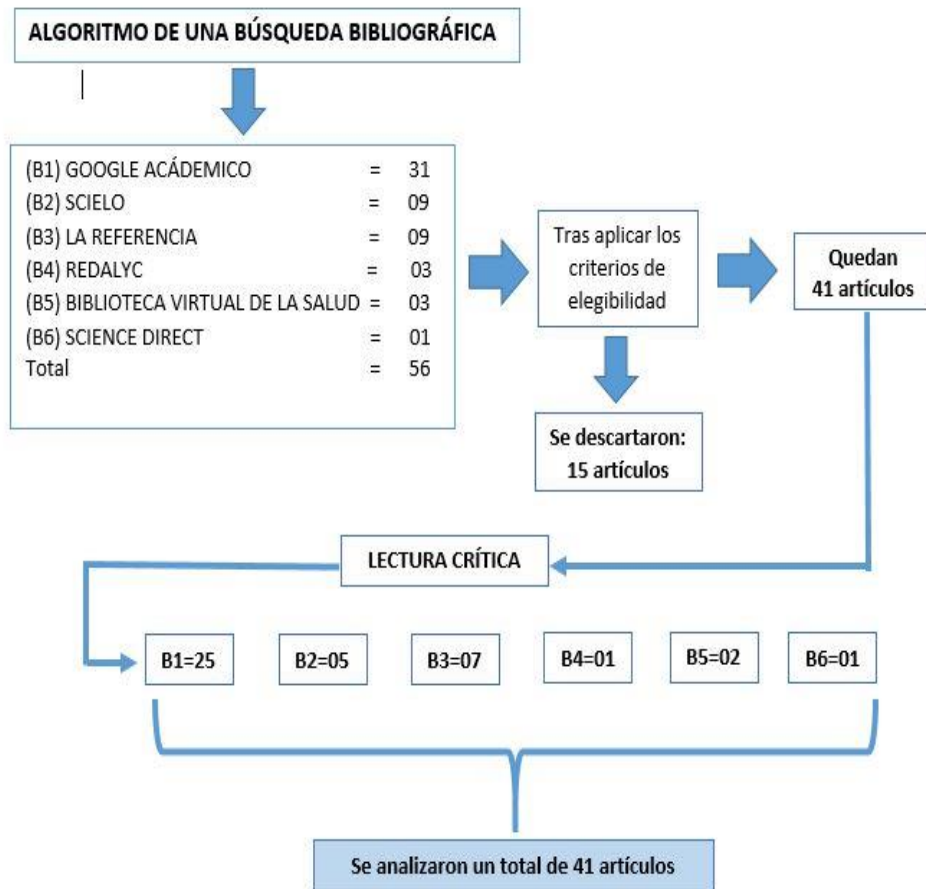 ALGORITMO DE UNA BÚSQUEDA BIBLIOGRÁFICA
(B1) GOOGLE ACÁDEMICO = 31
(B2) SCIELO = 09
(B3) LA REFERENCIA = 09
(B4) REDALYC = 03
(B5) BIBLIOTECA VIRTUAL DE LA SALUD = 03
(B6) SCIENCE DIRECT = 01
Total = 56
Tras aplicar los
criterios de
elegibilidad
Quedan
41 artículos
Se descartaron:
15 artículos
LECTURA CRÍTICA
B1=25
B2=05
B3=07
B4=01
B5=02
B6=01
Se analizaron un total de 41 artículos